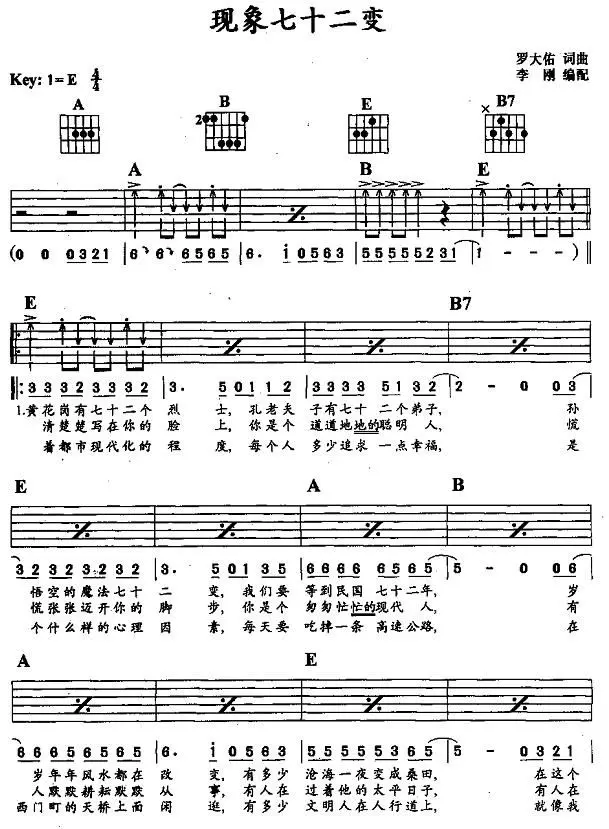 现象七十二变
罗大佑 词曲
Key: 1=E 4/4
李 刚 编配
A B E B7
2 ×
A B E
(0 0 0321 6 6 6565 6· i 0563 55555231 1 - - - )
E B7
3333 3332 3· 5011 2 3333 5132 2 - 0 03
1.黄花岗有七十二个 烈 士, 孔老夫 子有七十 二个弟子, 孙
清楚楚写在你的 脸 上, 你是个 道道地地的聪明 人, 慌
着都市现代化的 程 度, 每个人 多少追求 一点幸福, 是
E A B
32 32 32 32 3· 5 0135 6666 6565 5 - 0 06
悟空的魔法七十 二 变, 我们要 等到民国 七十二年, 岁
慌张张迈开你的 脚 步, 你是个 匆匆忙忙的现代 人, 有
个什么样的心理 因 素, 每天要 吃掉一条 高速公路, 在
A E
666 5 6565 6· i 0563 5555 5555 5 - 0321
岁年年风水都在 改 变, 有多少 沧海一夜变成桑田, 在这个
人默默耕耘默默 从 事, 有人在 过着他的太平日子, 有人在
西门町的天桥上面 闲 逛, 有多少 文明人在人行道上, 就像我